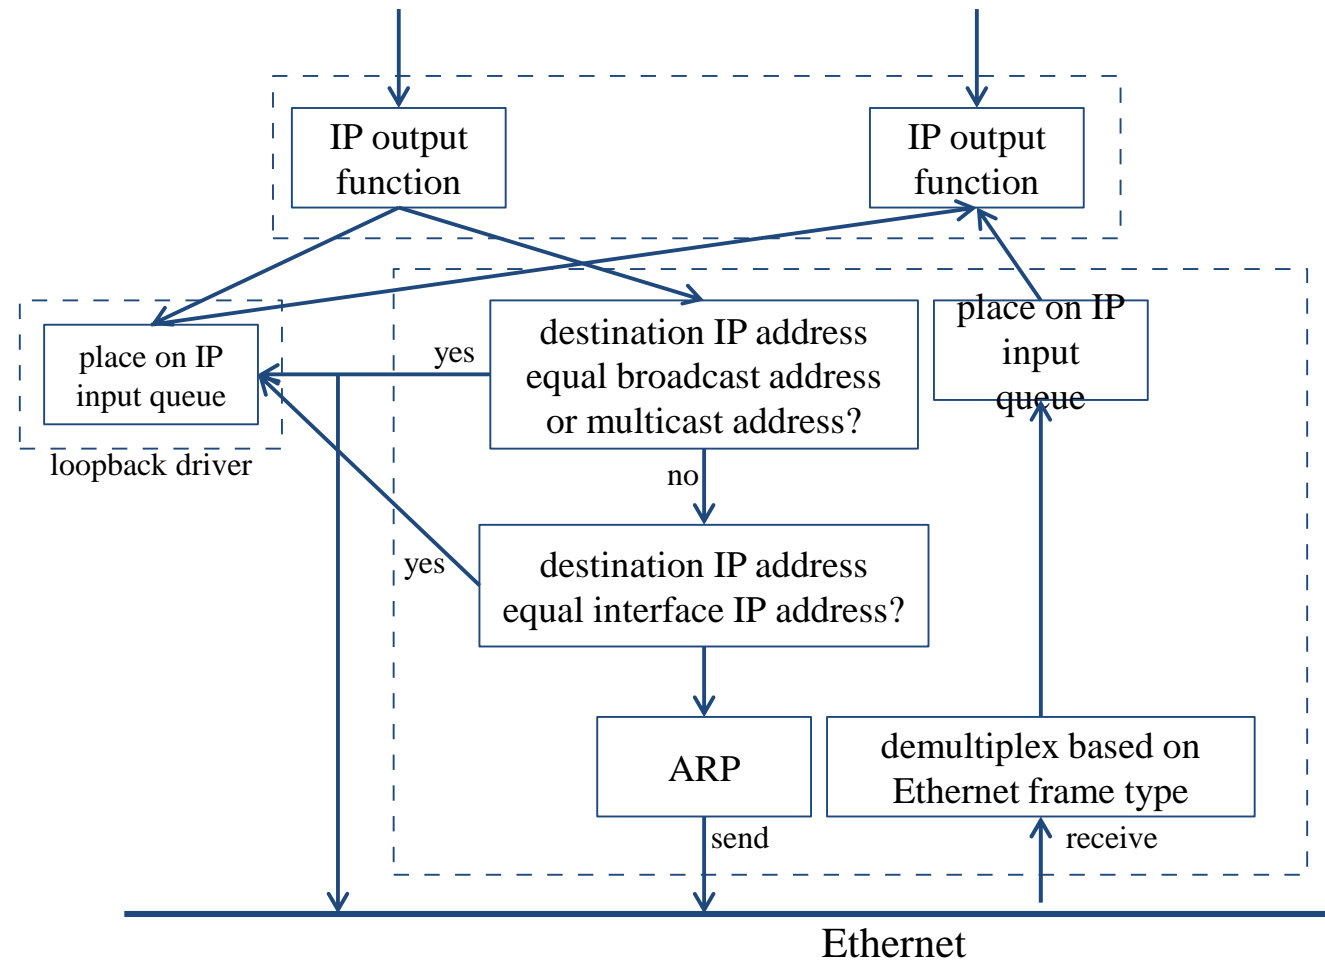 IP output
function
IP output
function
place on IP
input queue
loopback driver
yes
destination IP address
equal broadcast address
or multicast address?
place on IP
input
queue
no
yes
destination IP address
equal interface IP address?
ARP
demultiplex based on
Ethernet frame type
send
receive
Ethernet